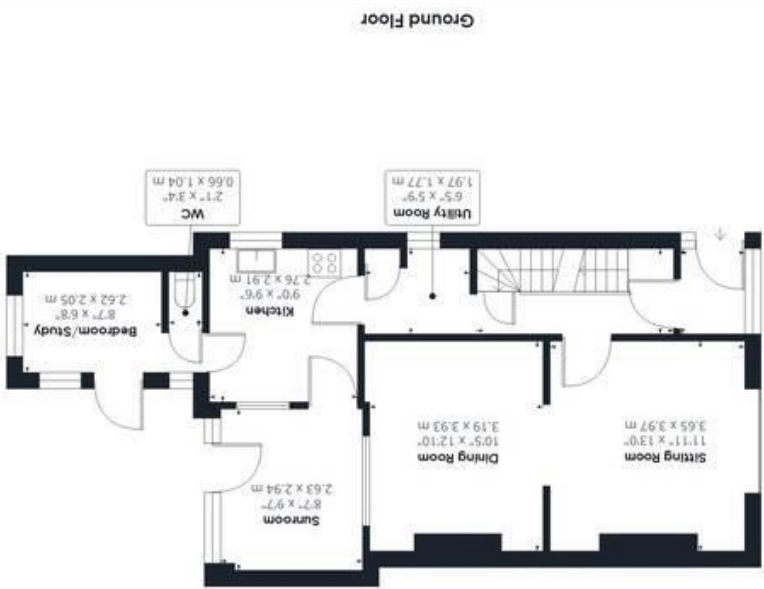 Sitting Room
11'11" x 13'0"
3.65 x 3.97 m
Dining Room
10'5" x 12'10"
3.19 x 3.93 m
Sunroom
8'7" x 9'7"
2.63 x 2.94 m
Kitchen
9'0" x 9'6"
2.76 x 2.91 m
Bedroom/Study
8'7" x 6'8"
2.62 x 2.05 m
Utility Room
6'5" x 5'9"
1.97 x 1.77 m
WC
2'1" x 3'4"
0.66 x 1.04 m
Ground Floor